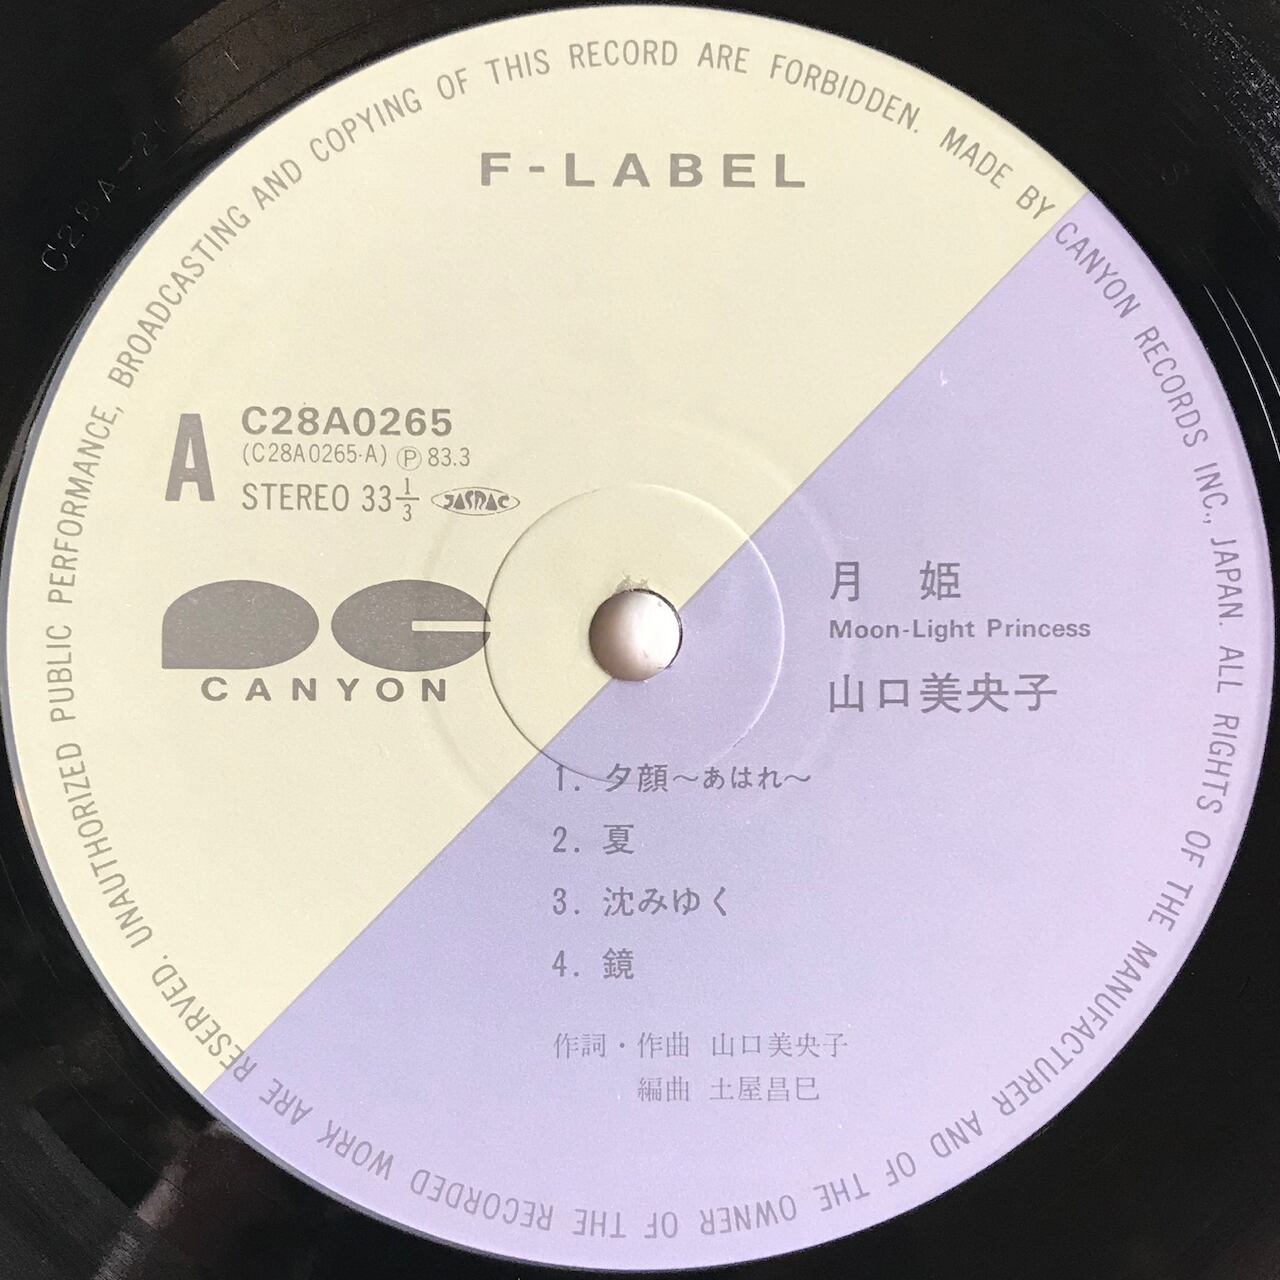 UNAUTHORIZED PUBLIC PERFORMANCE, BROADCASTING AND COPYING OF THIS RECORD ARE FORBIDDEN. MADE BY CANYON RECORDS INC., JAPAN. ALL RIGHTS OF THE MANUFACTURER AND OF THE OWNER OF THE RECORDED WORK ARE RESERVED.
F-LABEL
A
C28A0265
(C28A0265-A) Ⓟ 83.3
STEREO 33 1/3 JASRAC
CANYON
月 姫
Moon-Light Princess
山口美央子
1. 夕顔〜あはれ〜
2. 夏
3. 沈みゆく
4. 鏡
作詞・作曲 山口美央子
編曲 土屋昌巳